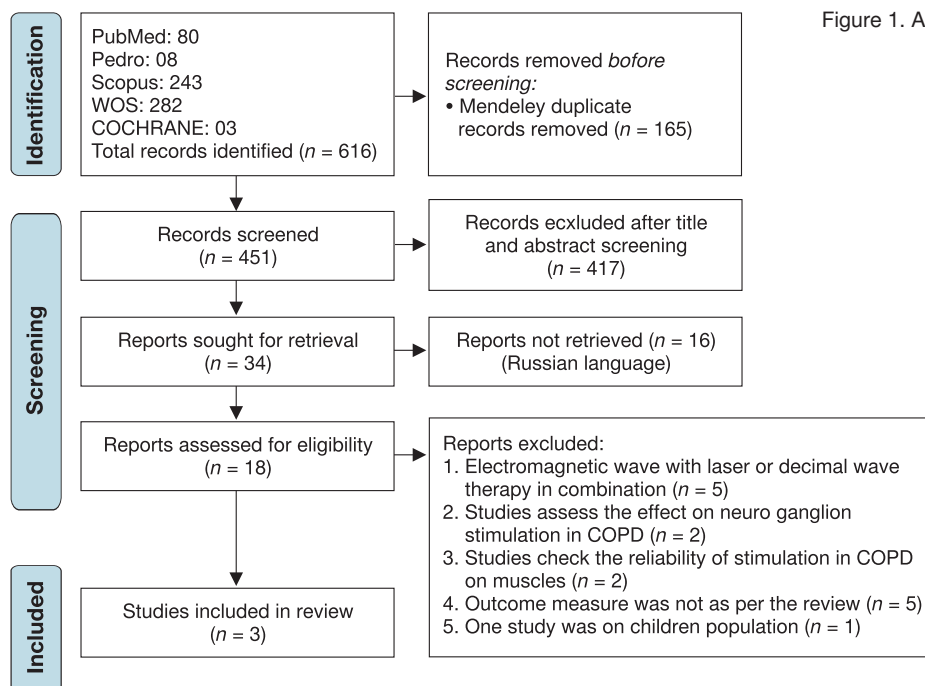 Figure 1. A
Identification
PubMed: 80
Pedro: 08
Scopus: 243
WOS: 282
COCHRANE: 03
Total records identified (n = 616)
Records removed bofore
screening:
• Mendeley duplicate
records removed (n = 165)
Screening
Records screened
(n = 451)
Records ecxluded after title
and abstract screening
(n = 417)
Reports sought for retrieval
(n = 34)
Reports not retrieved (n = 16)
(Russian language)
Reports assessed for eligibility
(n = 18)
Reports excluded:
1. Electromagnetic wave with laser or decimal wave
therapy in combination (n = 5)
2. Studies assess the effect on neuro ganglion
stimulation in COPD (n = 2)
3. Studies check the reliability of stimulation in COPD
on muscles (n = 2)
4. Outcome measure was not as per the review (n = 5)
5. One study was on children population (n = 1)
Included
Studies included in review
(n = 3)